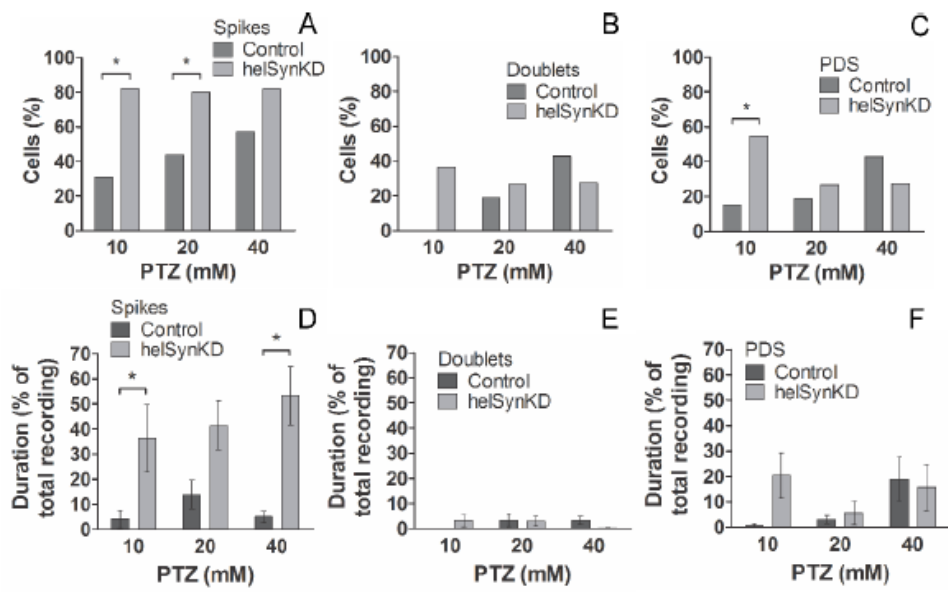 A
Spikes
Control
helSynKD
*
*
100
80
60
40
20
0
Cells (%)
10 20 40
PTZ (mM)
B
Doublets
Control
helSynKD
100
80
60
40
20
0
Cells (%)
10 20 40
PTZ (mM)
C
PDS
Control
helSynKD
*
100
80
60
40
20
0
Cells (%)
10 20 40
PTZ (mM)
D
Spikes
Control
helSynKD
*
*
70
60
50
40
30
20
10
0
Duration (% of
total recording)
10 20 40
PTZ (mM)
E
Doublets
Control
helSynKD
70
60
50
40
30
20
10
0
Duration (% of
total recording)
10 20 40
PTZ (mM)
F
PDS
Control
helSynKD
70
60
50
40
30
20
10
0
Duration (% of
total recording)
10 20 40
PTZ (mM)